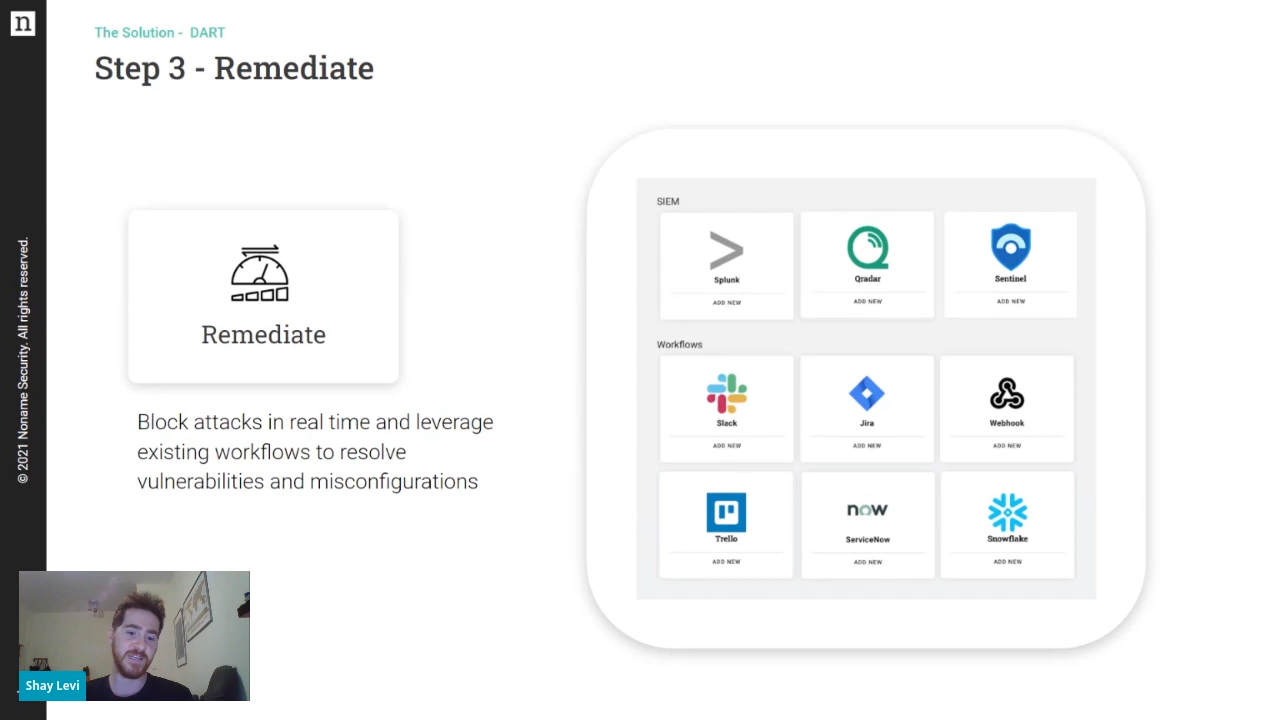 n
The Solution - DART
Step 3 - Remediate
© 2021 Noname Security. All rights reserved.
Remediate
Block attacks in real time and leverage
existing workflows to resolve
vulnerabilities and misconfigurations
SIEM
Splunk
ADD NEW
Qradar
ADD NEW
Sentinel
ADD NEW
Workflows
Slack
ADD NEW
Jira
ADD NEW
Webhook
ADD NEW
Trello
ADD NEW
now
ServiceNow
ADD NEW
Snowflake
ADD NEW
Shay Levi